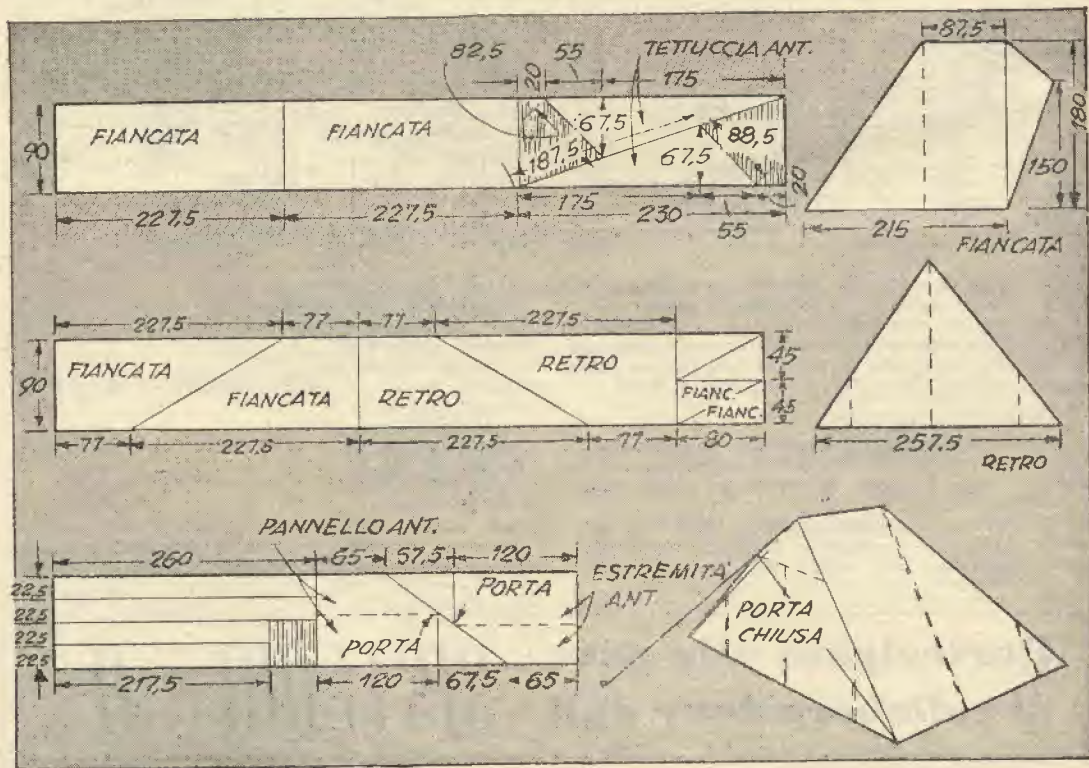 82,5
20
55
TETTUCCIA ANT.
175
90
FIANCATA
FIANCATA
67.5
187.5
88,5
67,5
20
175
55
227.5
227.5
230
87,5
180
150
215
FIANCATA
227.5
77
77
227.5
90
FIANCATA
FIANCATA
RETRO
RETRO
45
FIANC.
FIANC.
45
77
227.5
227.5
77
80
257.5
RETRO
PANNELLO ANT.
260
65
57.5
120
22.5
22.5
22.5
22.5
PORTA
PORTA
ESTREMITÀ
ANT
217.5
120
67.5
65
PORTA
CHIUSA